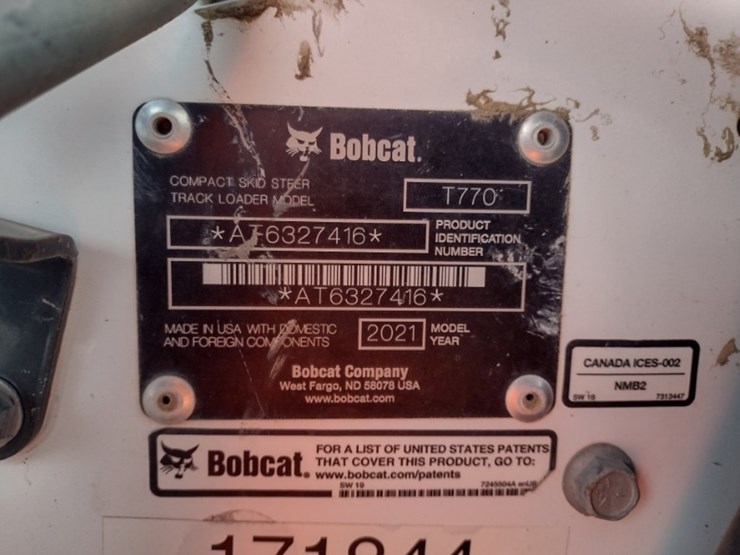 Bobcat.
COMPACT SKID STEER
TRACK LOADER MODEL
T770
*AT6327416*
PRODUCT
IDENTIFICATION
NUMBER
*AT6327416*
MADE IN USA WITH DOMESTIC
AND FOREIGN COMPONENTS
2021
MODEL
YEAR
Bobcat Company
West Fargo, ND 58078 USA
www.bobcat.com
CANADA ICES-002
NMB2
SW 19
7313447
Bobcat.
FOR A LIST OF UNITED STATES PATENTS
THAT COVER THIS PRODUCT, GO TO:
www.bobcat.com/patents
SW 19
7245504A enUS